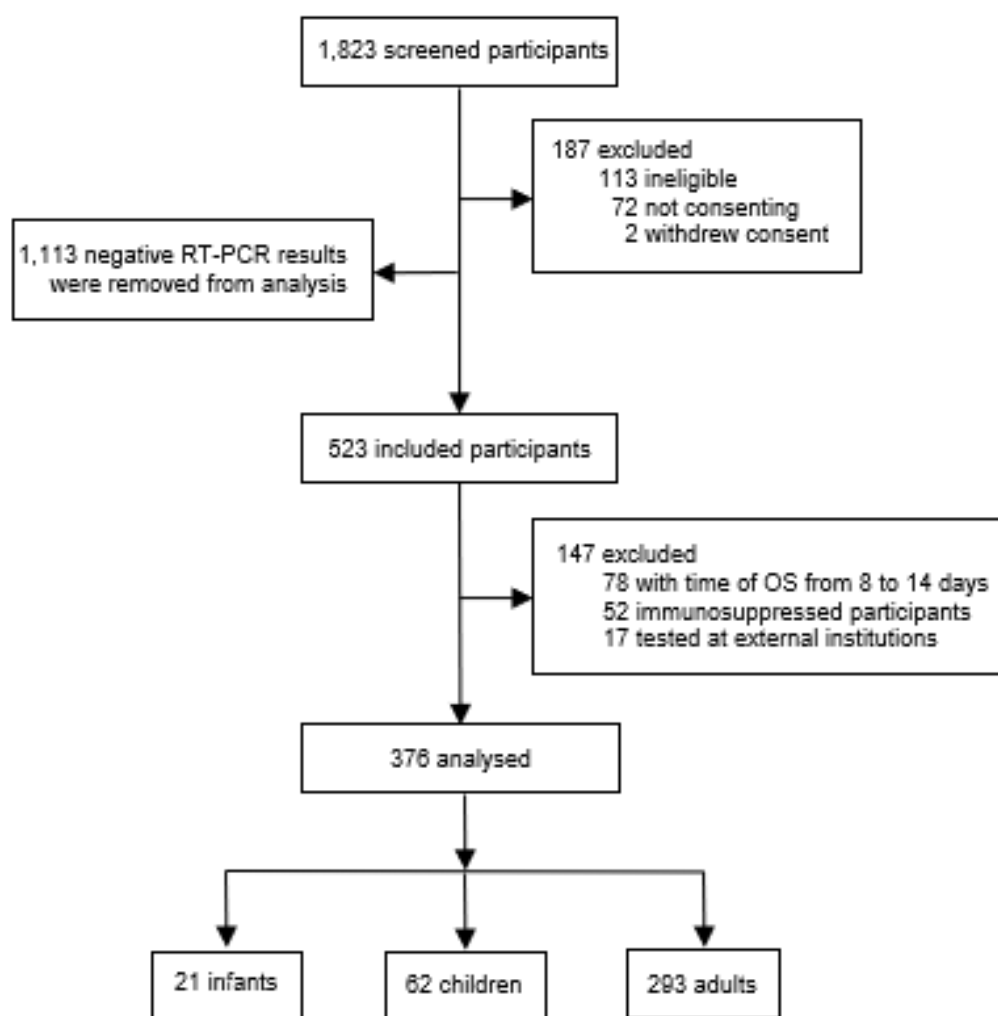 1,823 screened participants
187 excluded
113 ineligible
72 not consenting
2 withdrew consent
1,113 negative RT-PCR results
were removed from analysis
523 included participants
147 excluded
78 with time of OS from 8 to 14 days
52 immunosuppressed participants
17 tested at external institutions
376 analysed
21 infants
62 children
293 adults